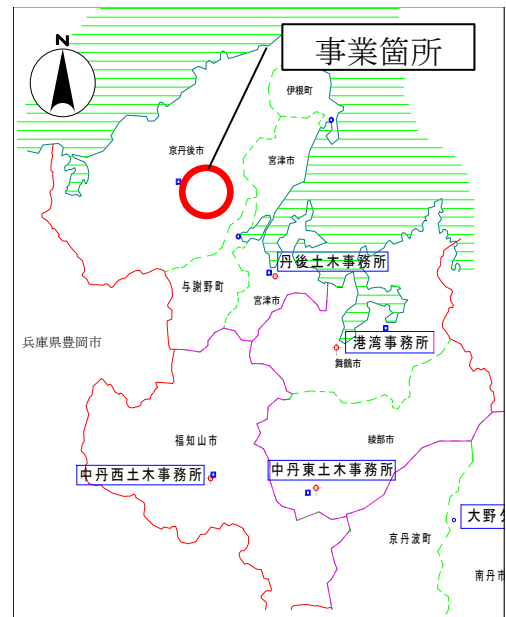 事業箇所
N
伊根町
京丹後市
宮津市
丹後土木事務所
与謝野町
宮津市
兵庫県豊岡市
港湾事務所
舞鶴市
福知山市
綾部市
中丹西土木事務所
中丹東土木事務所
大野分
京丹波町
南丹市